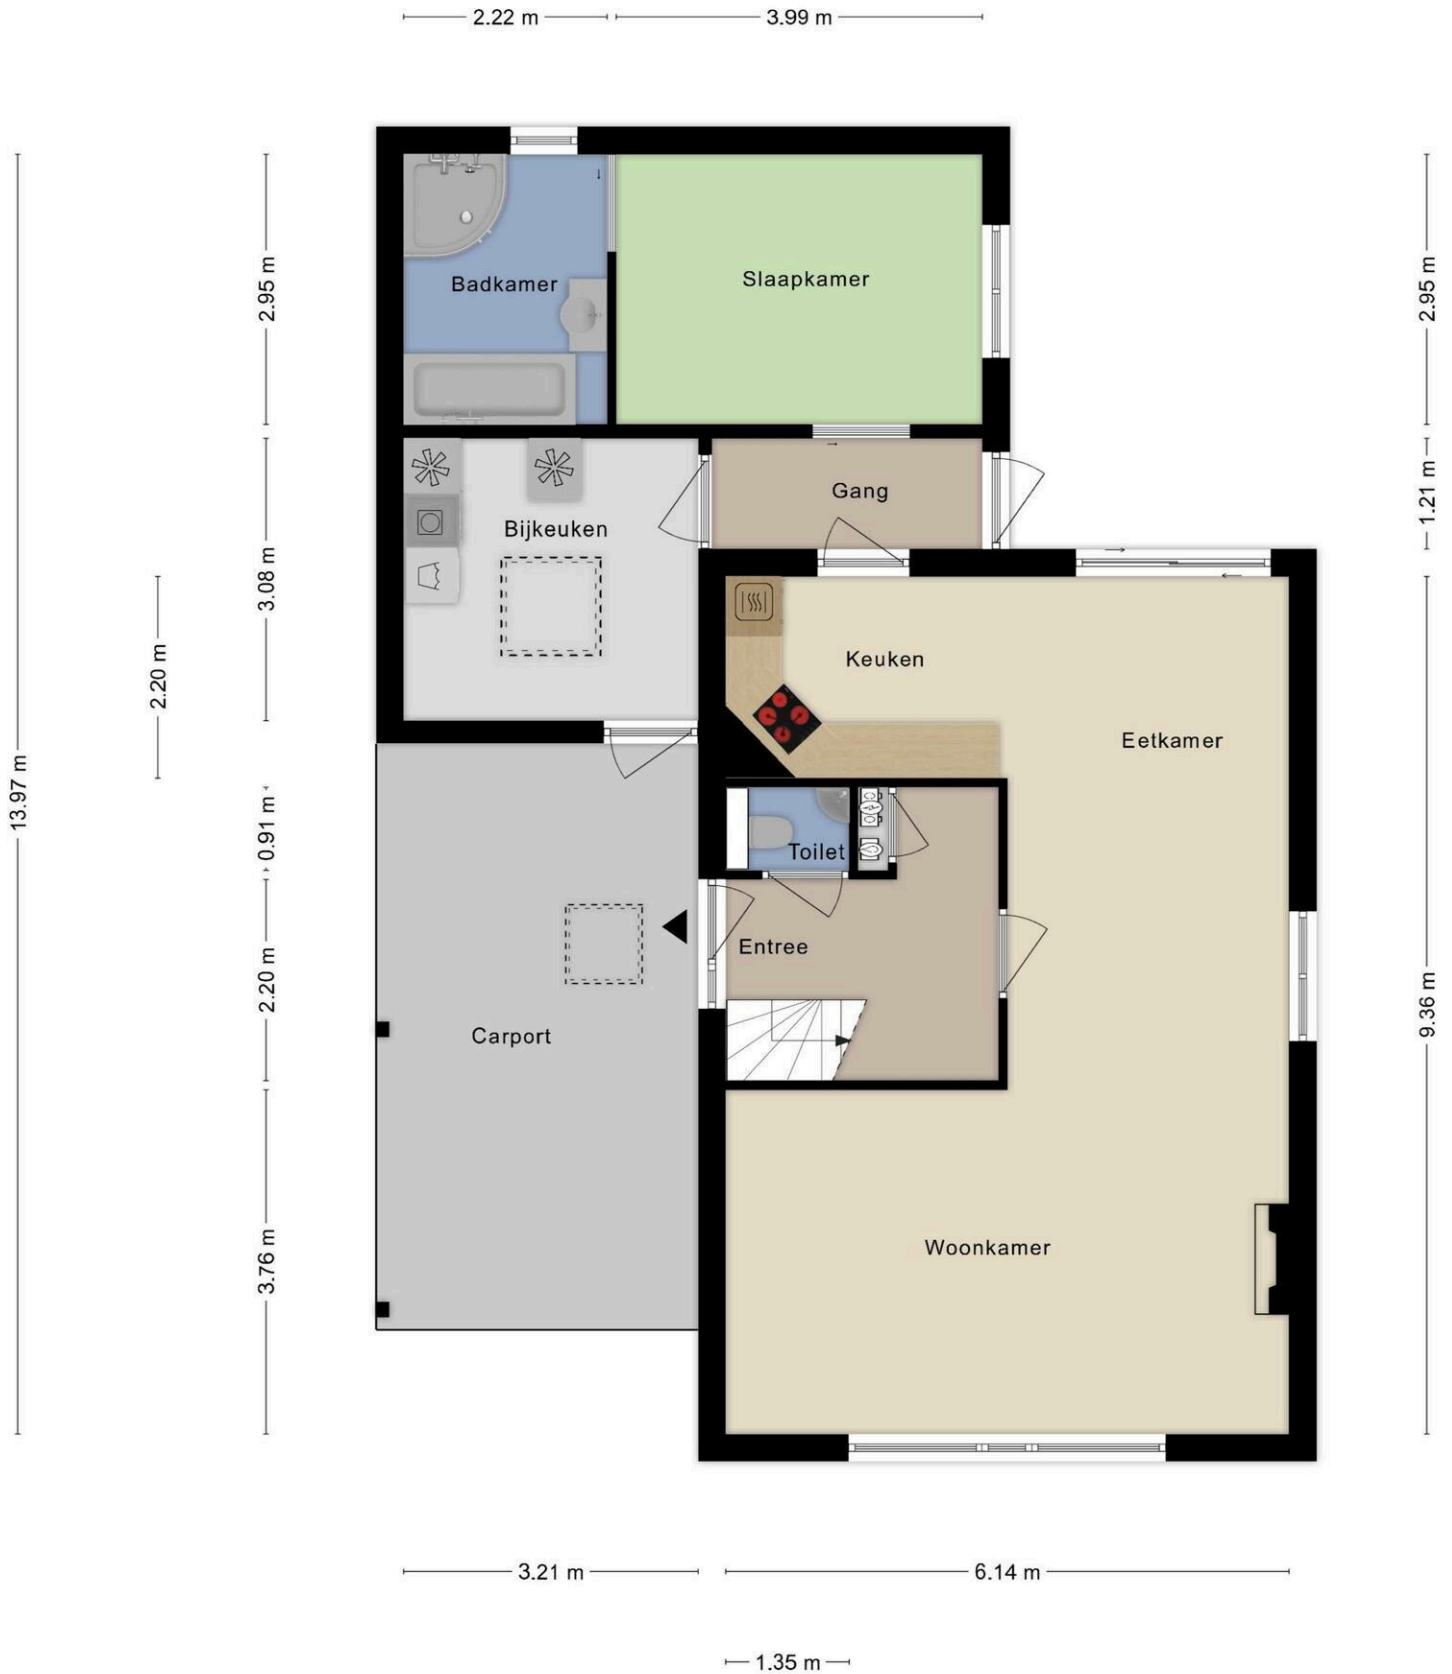 2.22 m
3.99 m
2.95 m
2.95 m
Badkamer
Slaapkamer
Gang
1.21 m
Bijkeuken
3.08 m
2.20 m
Keuken
Eetkamer
13.97 m
0.91 m
Toilet
Entree
2.20 m
9.36 m
Carport
3.76 m
Woonkamer
3.21 m
6.14 m
1.35 m